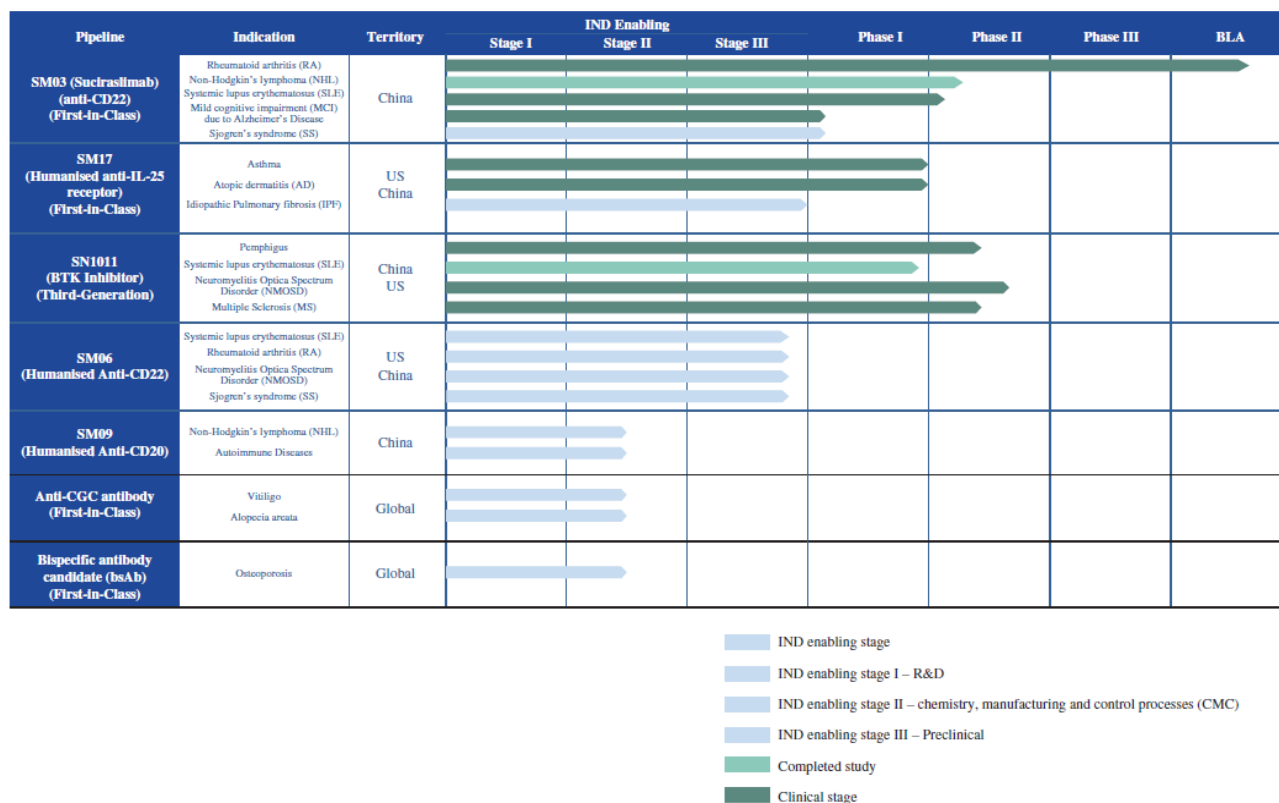 Pipeline
Indication
Territory
IND Enabling
Stage I
Stage II
Stage III
Phase I
Phase II
Phase III
BLA
SM03 (Suciraslimab)
(anti-CD22)
(First-in-Class)
Rheumatoid arthritis (RA)
Non-Hodgkin's lymphoma (NHL)
Systemic lupus erythematosus (SLE)
Mild cognitive impairment (MCI)
due to Alzheimer's Disease
Sjogren's syndrome (SS)
China
SM17
(Humanised anti-IL-25
receptor)
(First-in-Class)
Asthma
Atopic dermatitis (AD)
Idiopathic Pulmonary fibrosis (IPF)
US
China
SN1011
(BTK Inhibitor)
(Third-Generation)
Pemphigus
Systemic lupus erythematosus (SLE)
Neuromyelitis Optica Spectrum
Disorder (NMOSD)
Multiple Sclerosis (MS)
China
US
SM06
(Humanised Anti-CD22)
Systemic lupus erythematosus (SLE)
Rheumatoid arthritis (RA)
Neuromyelitis Optica Spectrum
Disorder (NMOSD)
Sjogren's syndrome (SS)
US
China
SM09
(Humanised Anti-CD20)
Non-Hodgkin's lymphoma (NHL)
Autoimmune Diseases
China
Anti-CGC antibody
(First-in-Class)
Vitiligo
Alopecia areata
Global
Bispecific antibody
candidate (bsAb)
(First-in-Class)
Osteoporosis
Global
IND enabling stage
IND enabling stage I – R&D
IND enabling stage II – chemistry, manufacturing and control processes (CMC)
IND enabling stage III – Preclinical
Completed study
Clinical stage